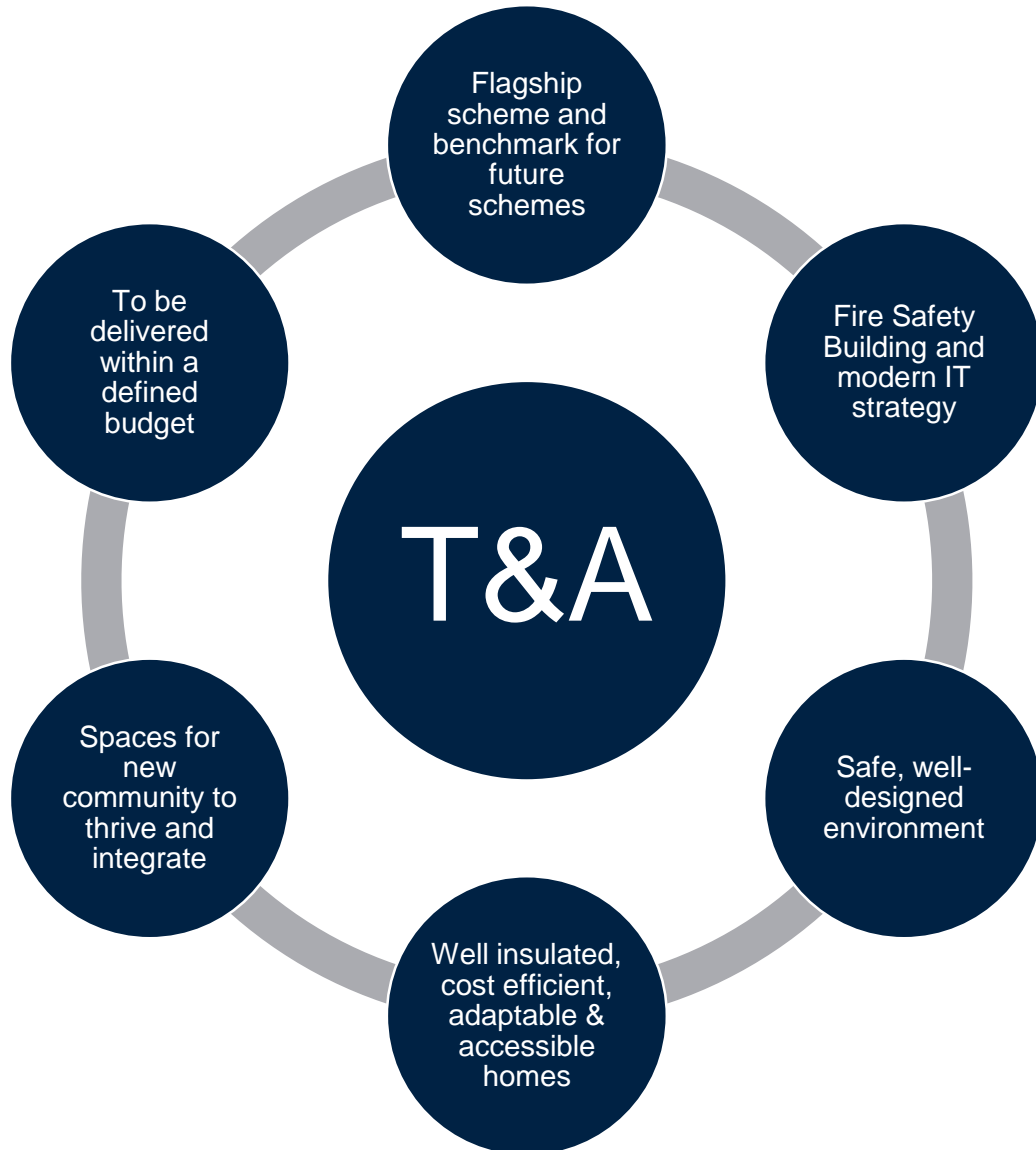 Flagship
scheme and
benchmark for
future
schemes
Fire Safety
Building and
modern IT
strategy
Safe, well-
designed
environment
Well insulated,
cost efficient,
adaptable &
accessible
homes
Spaces for
new
community to
thrive and
integrate
To be
delivered
within a
defined
budget
T&A